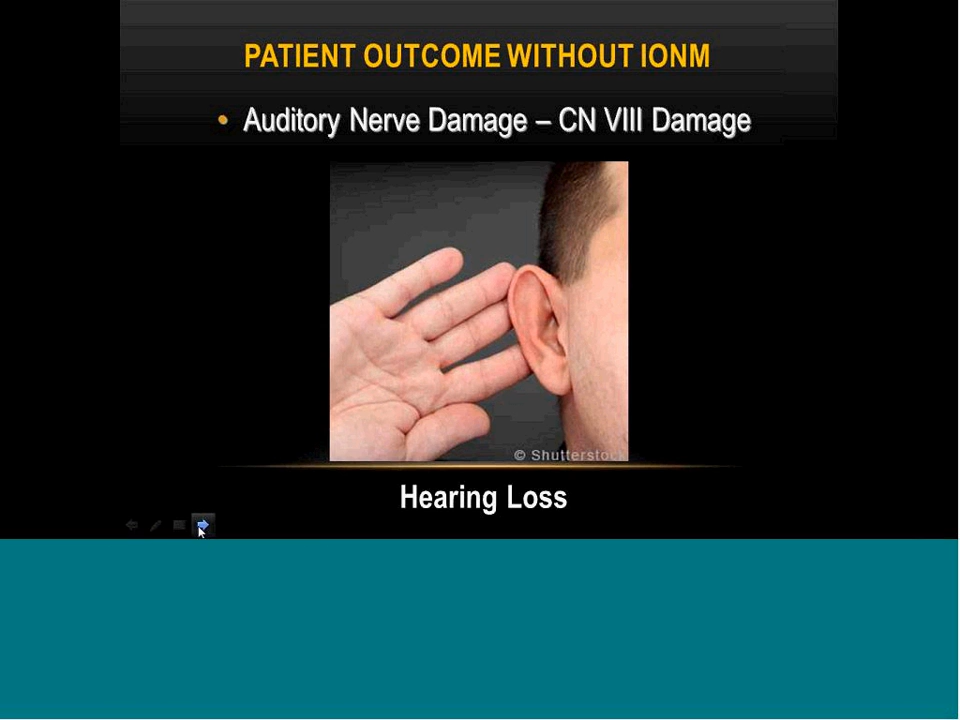 PATIENT OUTCOME WITHOUT IONM
• Auditory Nerve Damage – CN VIII Damage
© Shutterstock
Hearing Loss